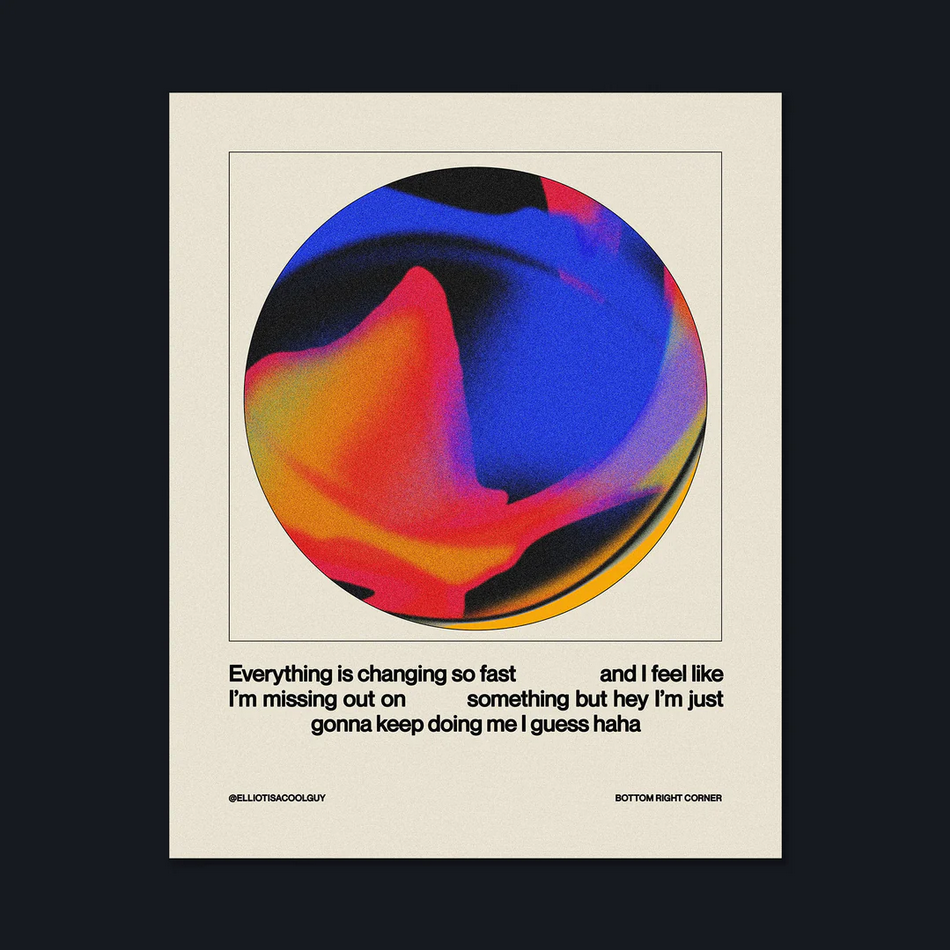 Everything is changing so fast and I feel like
I'm missing out on something but hey I'm just
gonna keep doing me I guess haha
@ELLIOTISACOOLGUY BOTTOM RIGHT CORNER